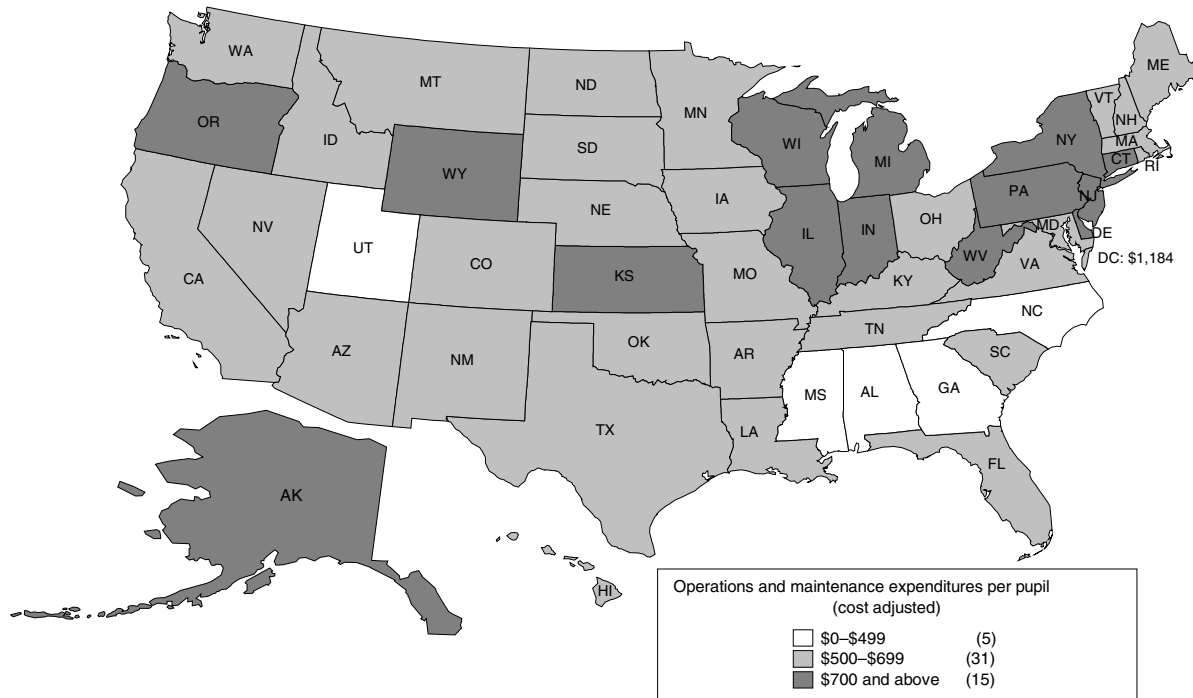 WA
MT
ND
MN
ME
VT
NH
OR
ID
SD
WI
MI
NY
MA
CT
RI
WY
IA
NE
PA
NJ
NV
UT
CO
IL
IN
OH
MD
DE
CA
KS
MO
WV
VA
DC: $1,184
KY
NC
AZ
NM
OK
AR
TN
SC
MS
AL
GA
TX
LA
FL
AK
HI
Operations and maintenance expenditures per pupil
(cost adjusted)
$0–$499 (5)
$500–$699 (31)
$700 and above (15)